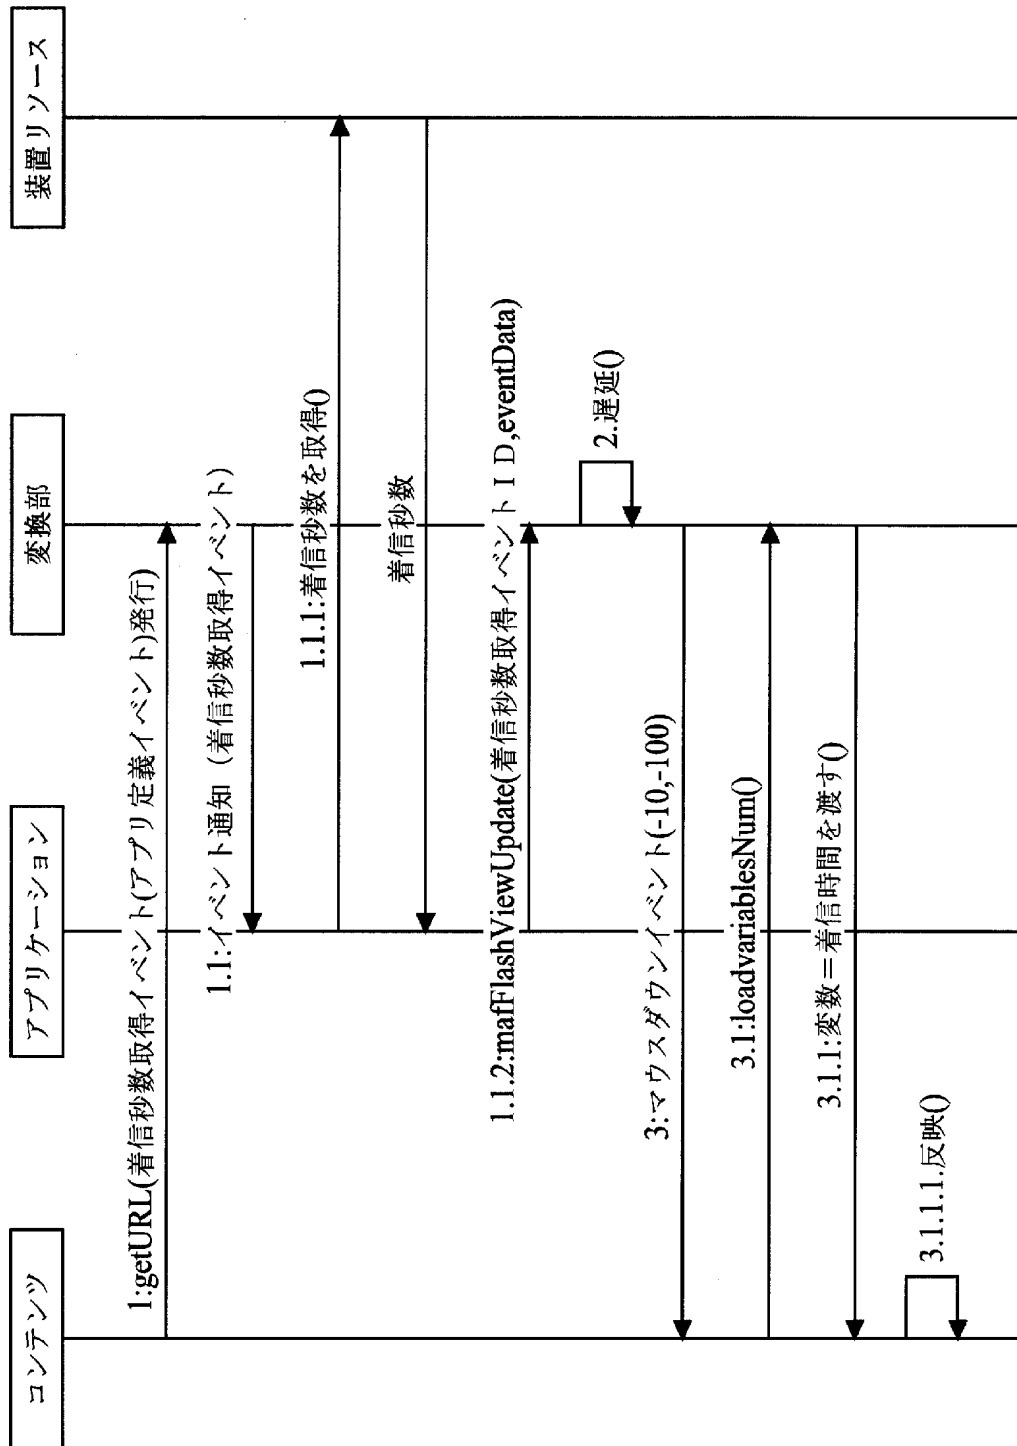 コンテンツ
アプリケーション
変換部
装置リソース
1:getURL(着信秒数取得イベント(アプリ定義イベント)発行)
1.1:イベント通知（着信秒数取得イベント）
1.1.1:着信秒数を取得()
着信秒数
1.1.2:mafFlashViewUpdate(着信秒数取得イベントＩＤ,eventData)
2.遅延()
3:マウスダウンイベント(-10,-100)
3.1:loadvariablesNum()
3.1.1:変数＝着信時間を渡す()
3.1.1.1.反映()